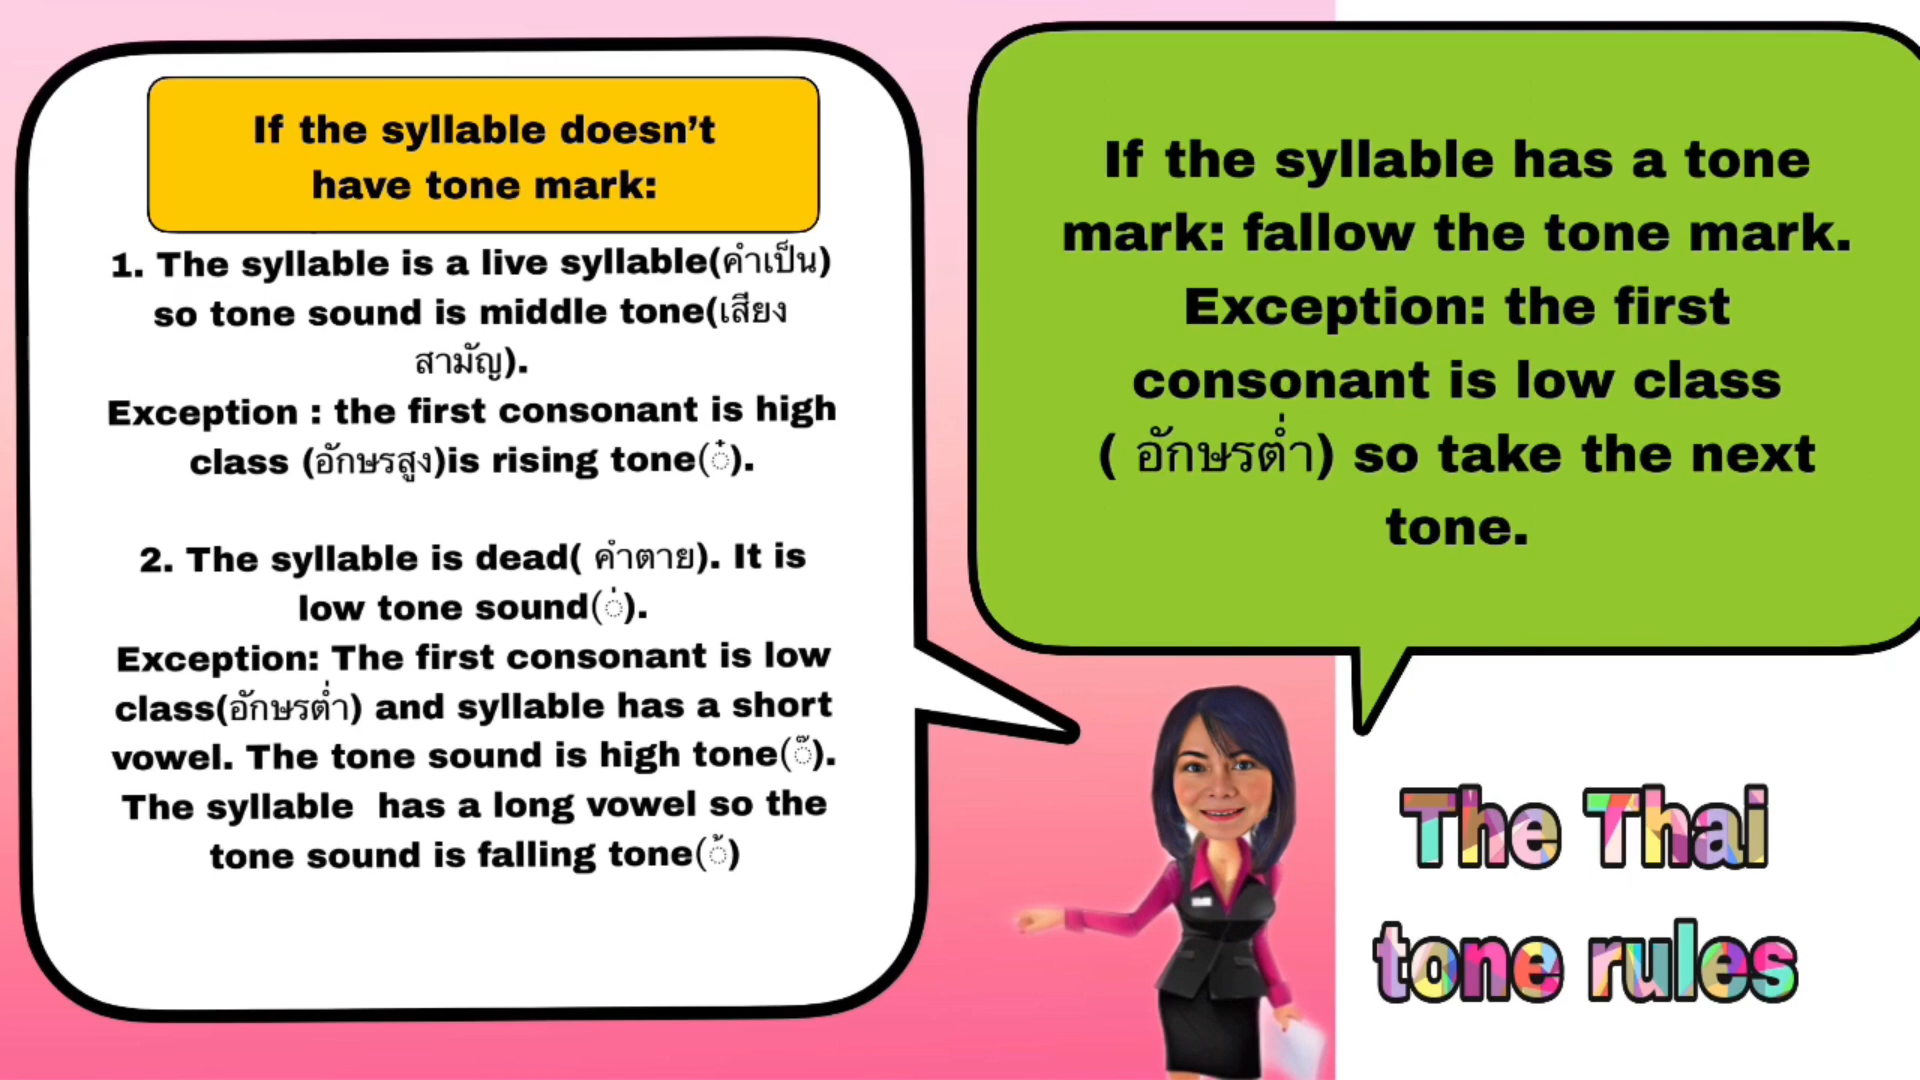 If the syllable doesn’t
have tone mark:
1. The syllable is a live syllable(คำเป็น)
so tone sound is middle tone(เสียง
สามัญ).
Exception : the first consonant is high
class (อักษรสูง)is rising tone(◌๋).
2. The syllable is dead( คำตาย). It is
low tone sound(◌่).
Exception: The first consonant is low
class(อักษรต่ำ) and syllable has a short
vowel. The tone sound is high tone(◌๊).
The syllable  has a long vowel so the
tone sound is falling tone(◌้)
If the syllable has a tone
mark: fallow the tone mark.
Exception: the first
consonant is low class
( อักษรต่ำ) so take the next
tone.
The Thai
tone rules